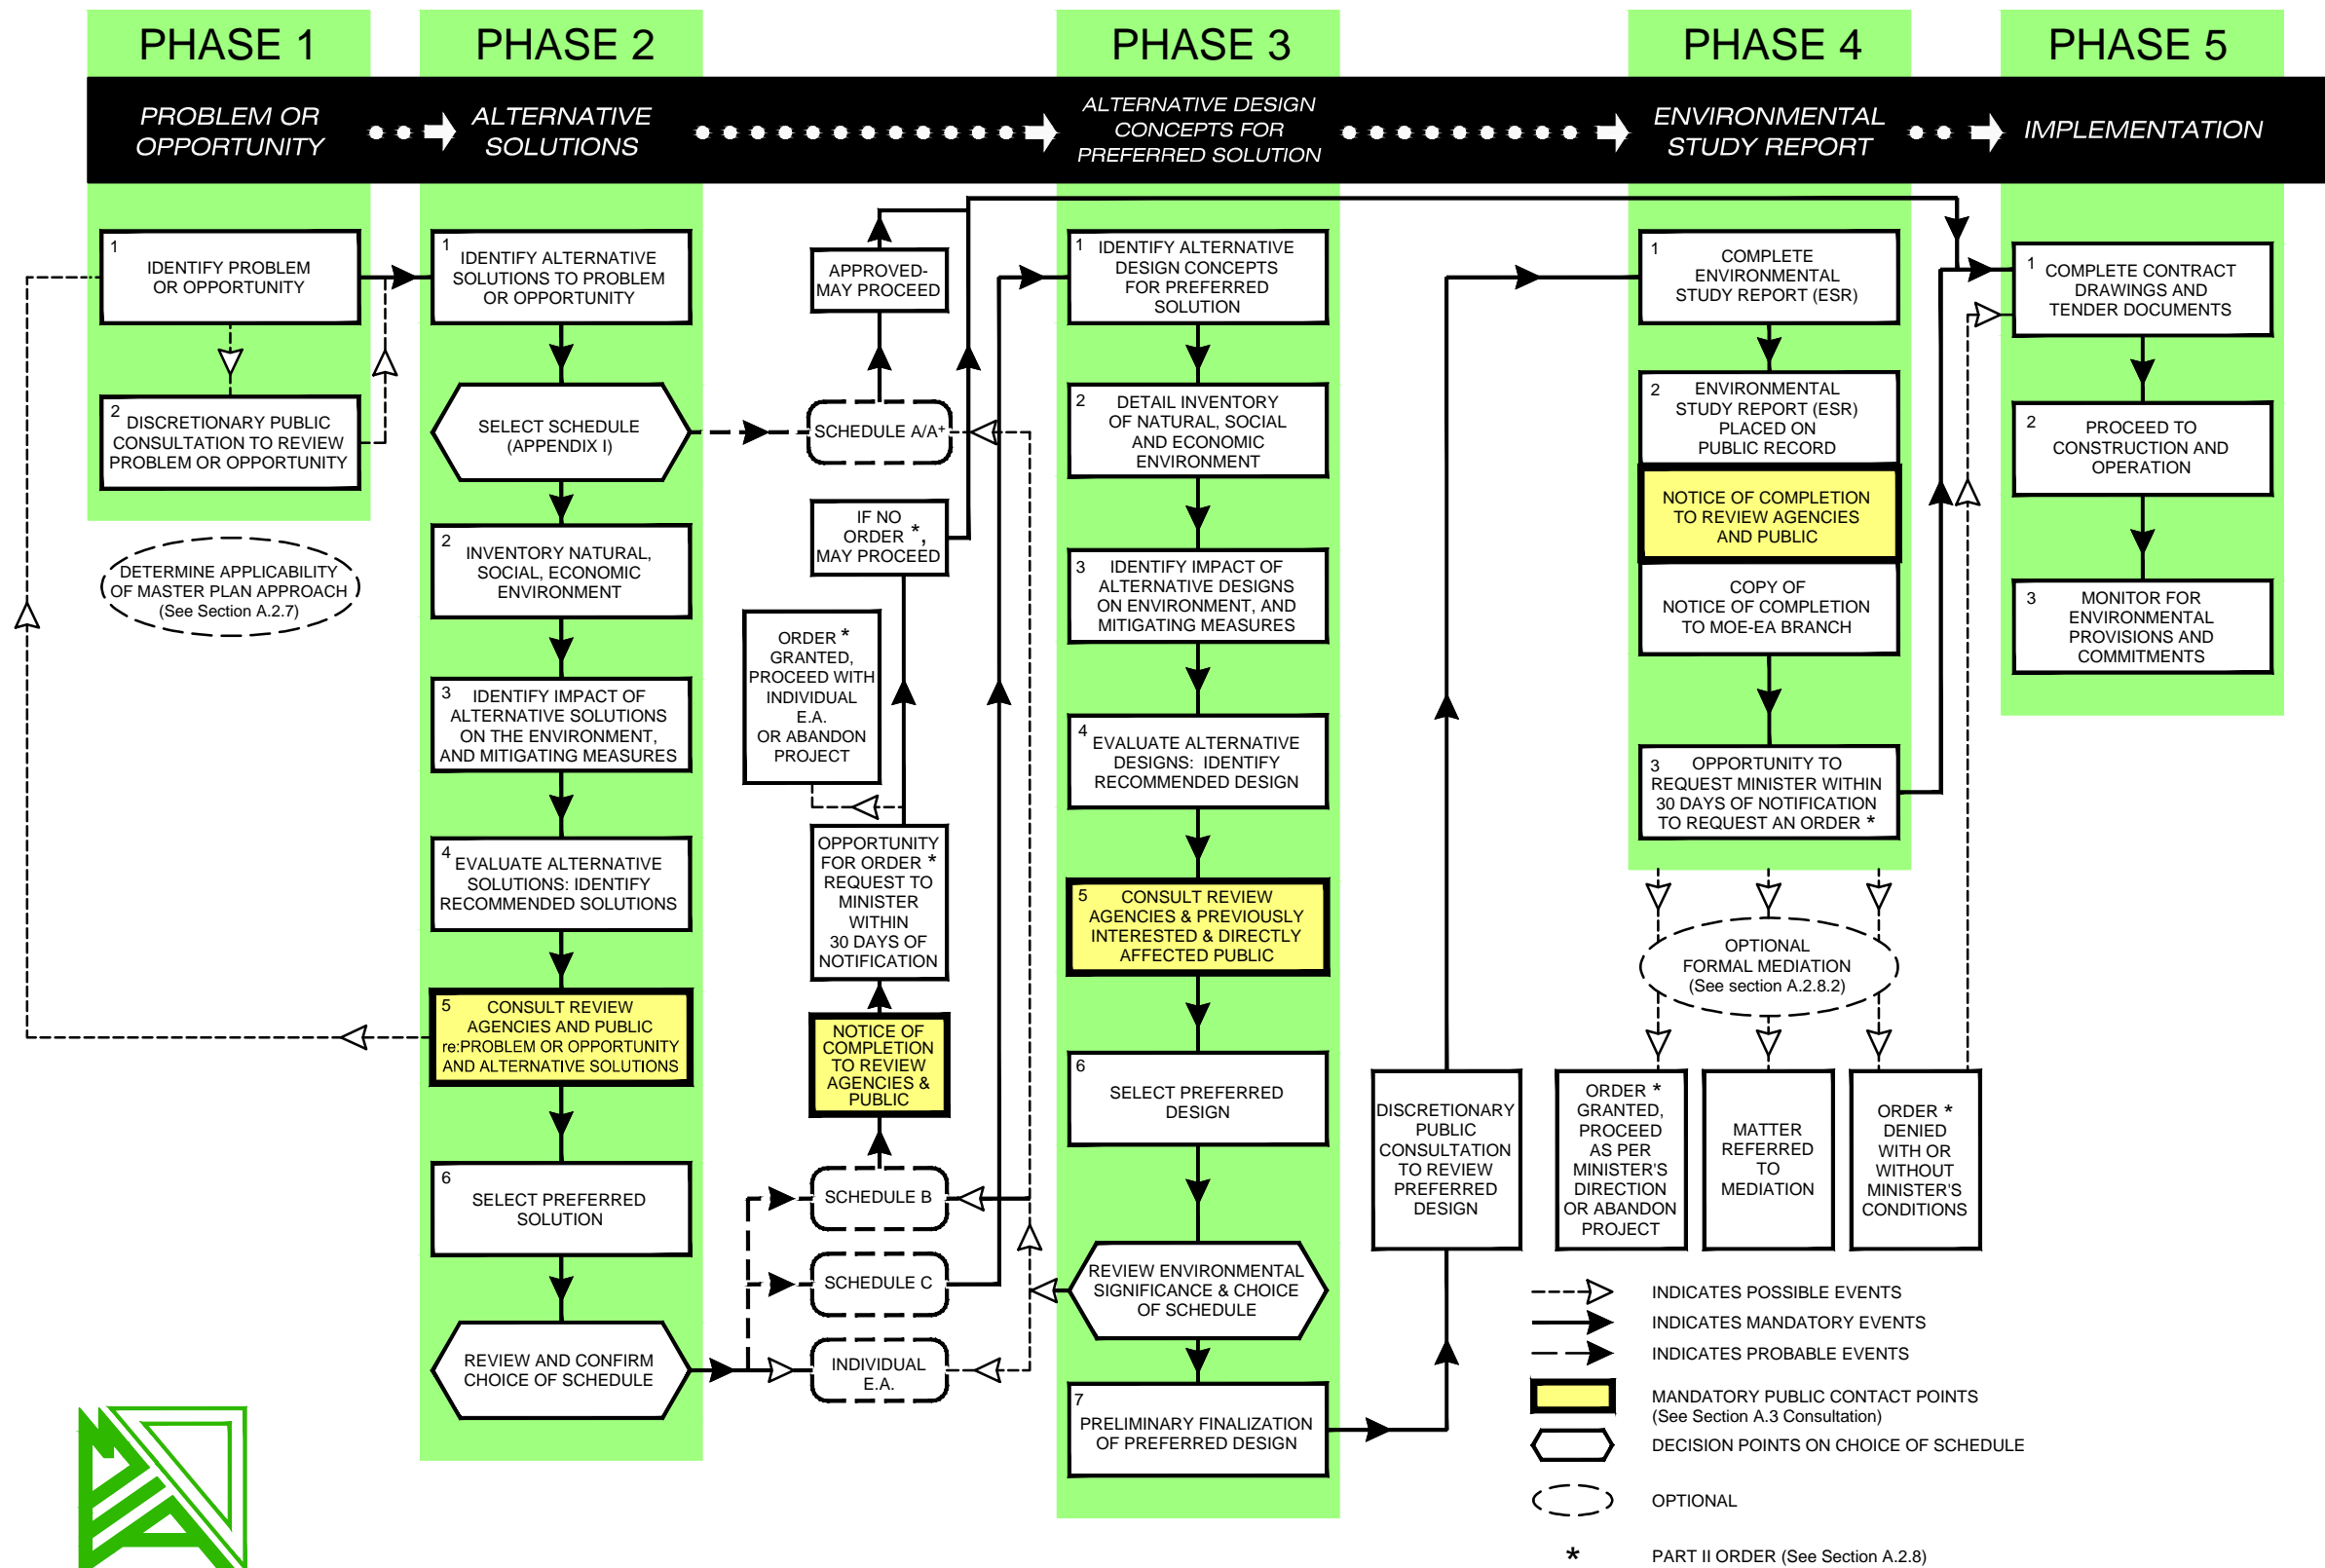 PHASE 1
PHASE 2
PHASE 3
PHASE 4
PHASE 5
PROBLEM OR
OPPORTUNITY
ALTERNATIVE
SOLUTIONS
ALTERNATIVE DESIGN
CONCEPTS FOR
PREFERRED SOLUTION
ENVIRONMENTAL
STUDY REPORT
IMPLEMENTATION
1
IDENTIFY PROBLEM
OR OPPORTUNITY
2
DISCRETIONARY PUBLIC
CONSULTATION TO REVIEW
PROBLEM OR OPPORTUNITY
DETERMINE APPLICABILITY
OF MASTER PLAN APPROACH
(See Section A.2.7)
1
IDENTIFY ALTERNATIVE
SOLUTIONS TO PROBLEM
OR OPPORTUNITY
SELECT SCHEDULE
(APPENDIX I)
2
INVENTORY NATURAL,
SOCIAL, ECONOMIC
ENVIRONMENT
3
IDENTIFY IMPACT OF
ALTERNATIVE SOLUTIONS
ON THE ENVIRONMENT,
AND MITIGATING MEASURES
4
EVALUATE ALTERNATIVE
SOLUTIONS: IDENTIFY
RECOMMENDED SOLUTIONS
5
CONSULT REVIEW
AGENCIES AND PUBLIC
re:PROBLEM OR OPPORTUNITY
AND ALTERNATIVE SOLUTIONS
6
SELECT PREFERRED
SOLUTION
REVIEW AND CONFIRM
CHOICE OF SCHEDULE
APPROVED-
MAY PROCEED
SCHEDULE A/A+
IF NO
ORDER *,
MAY PROCEED
ORDER *
GRANTED,
PROCEED WITH
INDIVIDUAL
E.A.
OR ABANDON
PROJECT
OPPORTUNITY
FOR ORDER *
REQUEST TO
MINISTER
WITHIN
30 DAYS OF
NOTIFICATION
NOTICE OF
COMPLETION
TO REVIEW
AGENCIES &
PUBLIC
SCHEDULE B
SCHEDULE C
INDIVIDUAL
E.A.
1
IDENTIFY ALTERNATIVE
DESIGN CONCEPTS
FOR PREFERRED
SOLUTION
2
DETAIL INVENTORY
OF NATURAL, SOCIAL
AND ECONOMIC
ENVIRONMENT
3
IDENTIFY IMPACT OF
ALTERNATIVE DESIGNS
ON ENVIRONMENT, AND
MITIGATING MEASURES
4
EVALUATE ALTERNATIVE
DESIGNS: IDENTIFY
RECOMMENDED DESIGN
5
CONSULT REVIEW
AGENCIES & PREVIOUSLY
INTERESTED & DIRECTLY
AFFECTED PUBLIC
6
SELECT PREFERRED
DESIGN
REVIEW ENVIRONMENTAL
SIGNIFICANCE & CHOICE
OF SCHEDULE
7
PRELIMINARY FINALIZATION
OF PREFERRED DESIGN
DISCRETIONARY
PUBLIC
CONSULTATION
TO REVIEW
PREFERRED
DESIGN
1
COMPLETE
ENVIRONMENTAL
STUDY REPORT (ESR)
2
ENVIRONMENTAL
STUDY REPORT (ESR)
PLACED ON
PUBLIC RECORD
NOTICE OF COMPLETION
TO REVIEW AGENCIES
AND PUBLIC
COPY OF
NOTICE OF COMPLETION
TO MOE-EA BRANCH
3
OPPORTUNITY TO
REQUEST MINISTER WITHIN
30 DAYS OF NOTIFICATION
TO REQUEST AN ORDER *
OPTIONAL
FORMAL MEDIATION
(See section A.2.8.2)
ORDER *
GRANTED,
PROCEED
AS PER
MINISTER'S
DIRECTION
OR ABANDON
PROJECT
MATTER
REFERRED
TO
MEDIATION
ORDER *
DENIED
WITH OR
WITHOUT
MINISTER'S
CONDITIONS
1
COMPLETE CONTRACT
DRAWINGS AND
TENDER DOCUMENTS
2
PROCEED TO
CONSTRUCTION AND
OPERATION
3
MONITOR FOR
ENVIRONMENTAL
PROVISIONS AND
COMMITMENTS
INDICATES POSSIBLE EVENTS
INDICATES MANDATORY EVENTS
INDICATES PROBABLE EVENTS
MANDATORY PUBLIC CONTACT POINTS
(See Section A.3 Consultation)
DECISION POINTS ON CHOICE OF SCHEDULE
OPTIONAL
* PART II ORDER (See Section A.2.8)